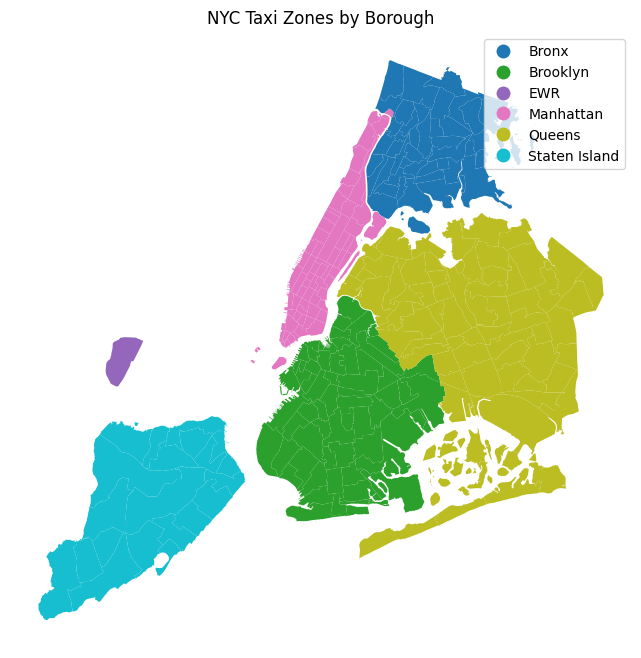 NYC Taxi Zones by Borough
Bronx
Brooklyn
EWR
Manhattan
Queens
Staten Island